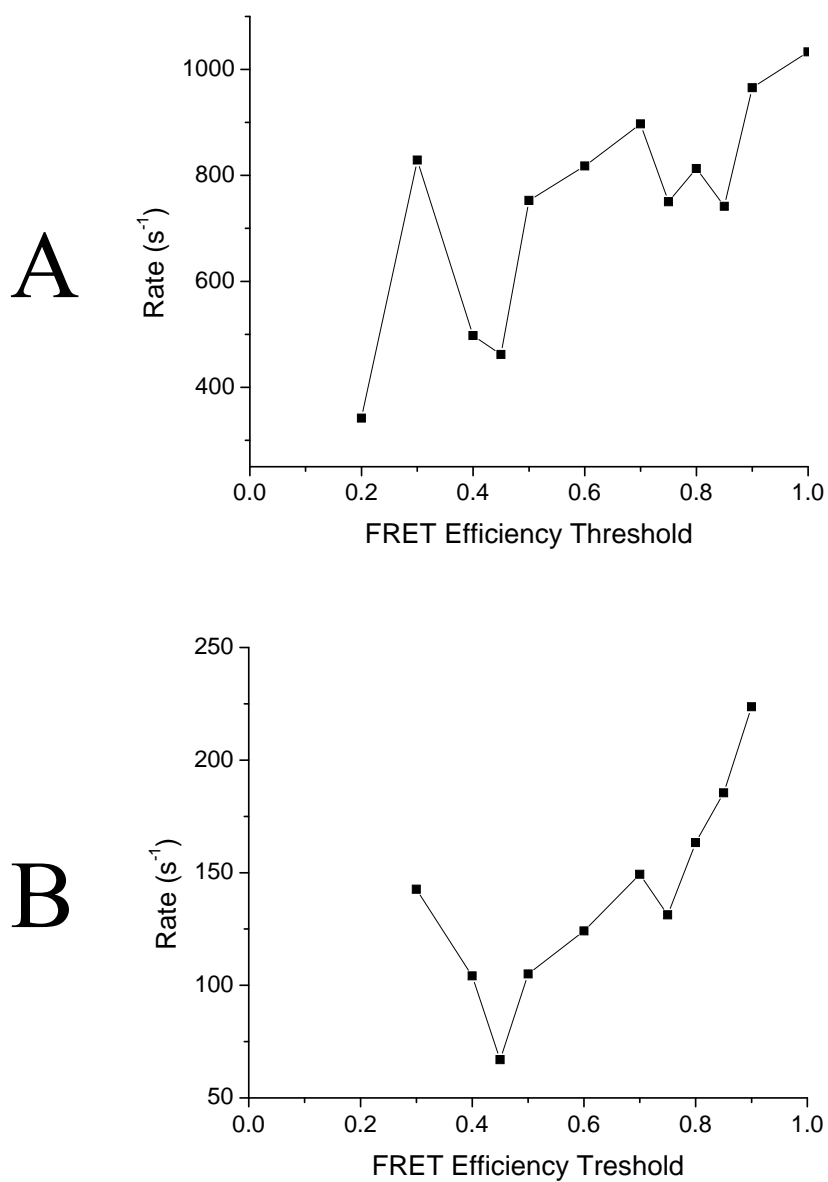 A
Rate (s⁻¹)
1000
800
600
400
0.0 0.2 0.4 0.6 0.8 1.0
FRET Efficiency Threshold
B
Rate (s⁻¹)
250
200
150
100
50
0.0 0.2 0.4 0.6 0.8 1.0
FRET Efficiency Treshold